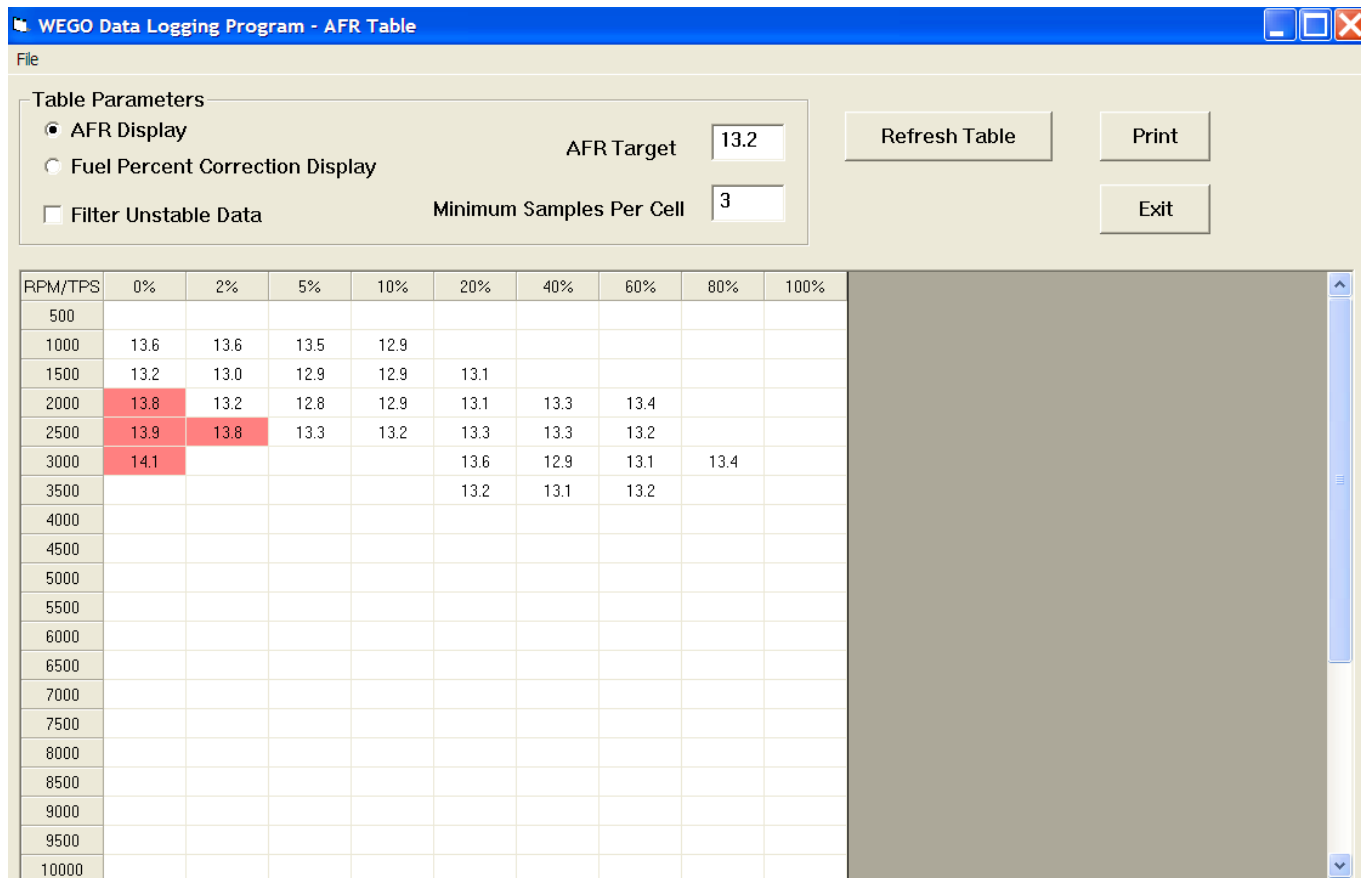 WEGO Data Logging Program - AFR Table
File
Table Parameters
AFR Display
Fuel Percent Correction Display
Filter Unstable Data
AFR Target 13.2
Minimum Samples Per Cell 3
Refresh Table
Print
Exit
RPM/TPS 0% 2% 5% 10% 20% 40% 60% 80% 100%
500
1000 13.6 13.6 13.5 12.9
1500 13.2 13.0 12.9 12.9 13.1
2000 13.8 13.2 12.8 12.9 13.1 13.3 13.4
2500 13.9 13.8 13.3 13.2 13.3 13.3 13.2
3000 14.1 13.6 12.9 13.1 13.4
3500 13.2 13.1 13.2
4000
4500
5000
5500
6000
6500
7000
7500
8000
8500
9000
9500
10000